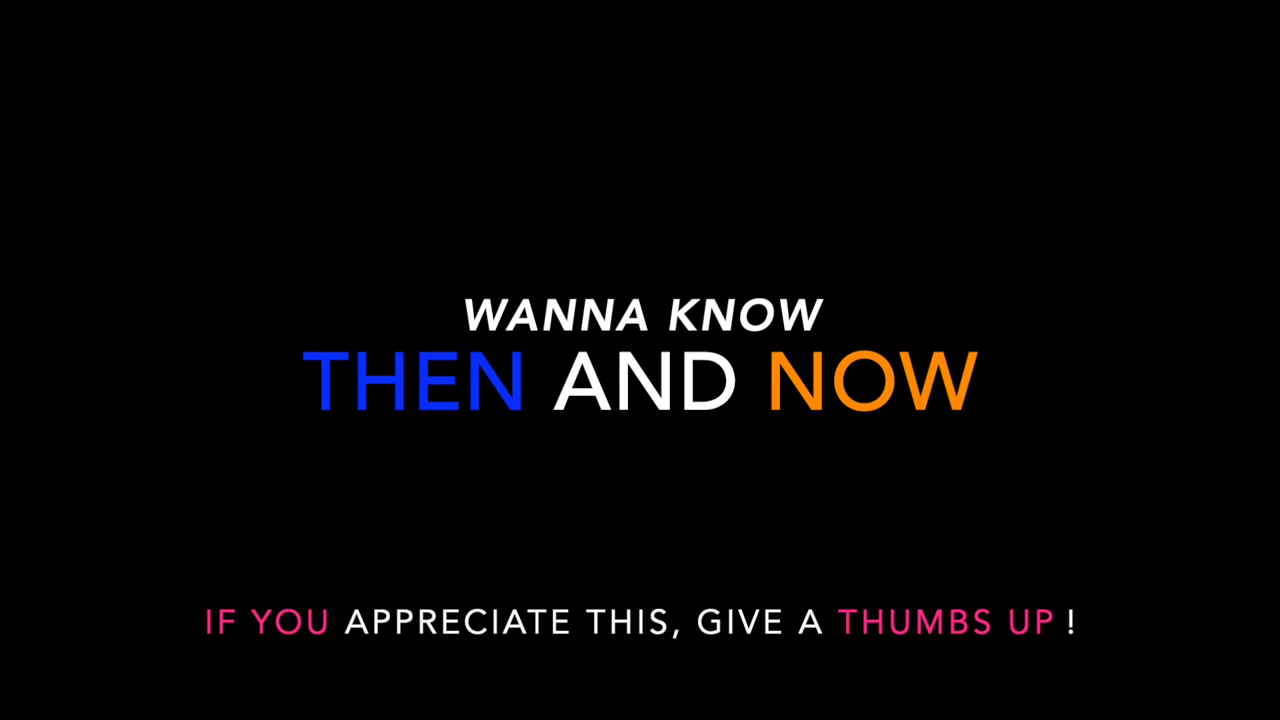 WANNA KNOW
THEN AND NOW
IF YOU APPRECIATE THIS, GIVE A THUMBS UP !